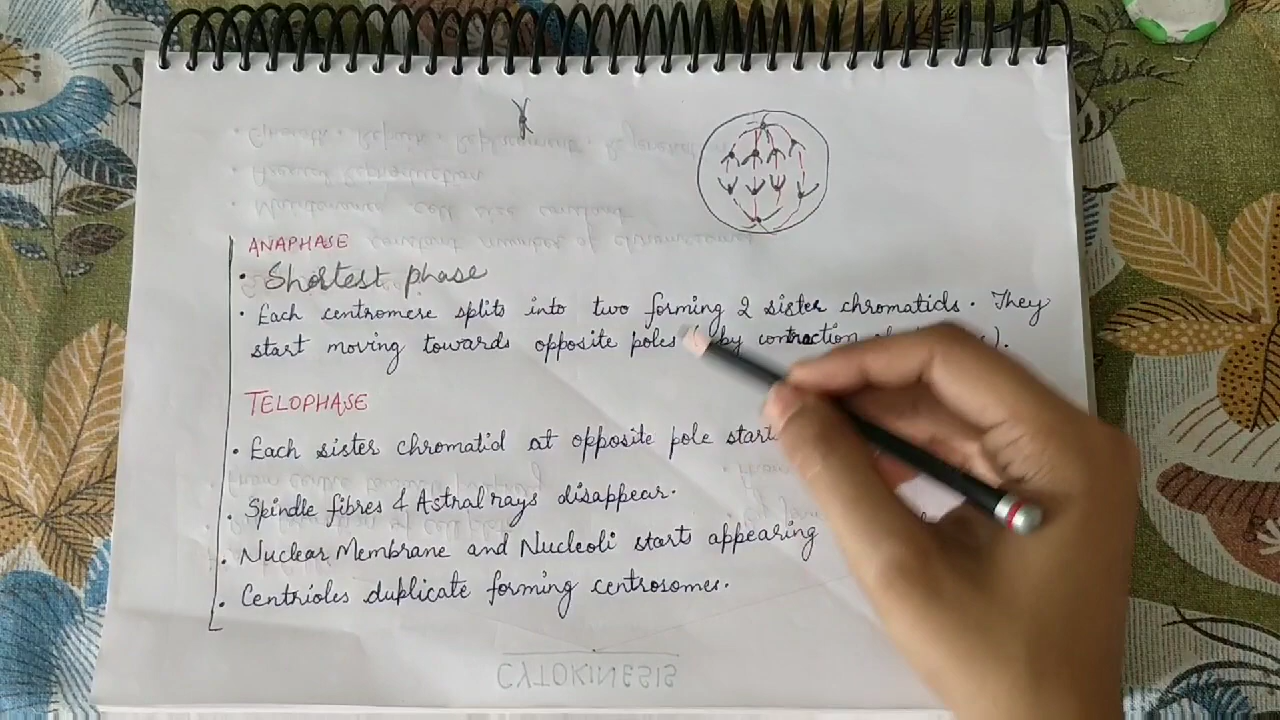 ANAPHASE
• Shortest phase
• Each centromere splits into two forming 2 sister chromatids. They
start moving towards opposite poles (by contraction ).
TELOPHASE
• Each sister chromatid at opposite pole start
• Spindle fibres & Astral rays disappear.
• Nuclear Membrane and Nucleoli starts appearing
• Centrioles duplicate forming centrosomes.
CYTOKINESIS